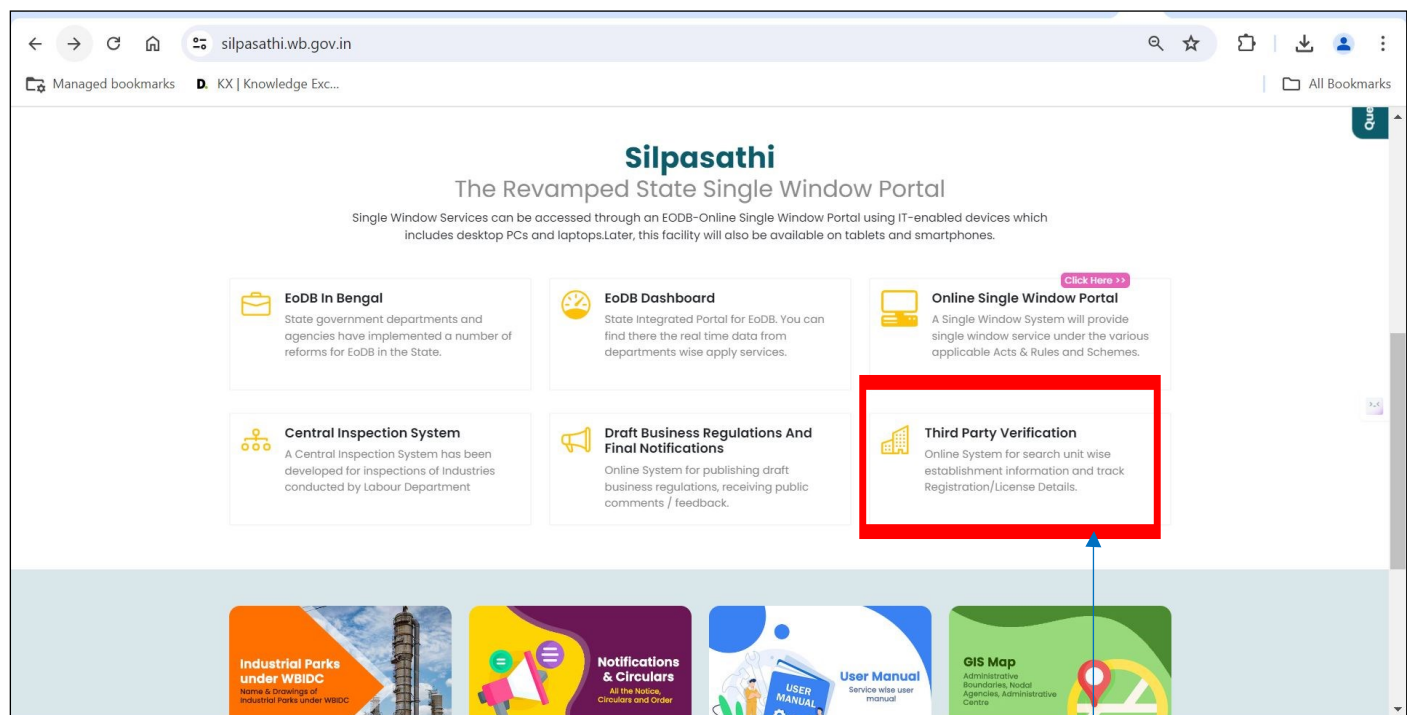 silpasathi.wb.gov.in
Managed bookmarks
D. KX | Knowledge Exc...
All Bookmarks
Que
Silpasathi
The Revamped State Single Window Portal
Single Window Services can be accessed through an EODB-Online Single Window Portal using IT-enabled devices which
includes desktop PCs and laptops.Later, this facility will also be available on tablets and smartphones.
EoDB In Bengal
State government departments and
agencies have implemented a number of
reforms for EoDB in the State.
EoDB Dashboard
State Integrated Portal for EoDB. You can
find there the real time data from
departments wise apply services.
Click Here >>
Online Single Window Portal
A Single Window System will provide
single window service under the various
applicable Acts & Rules and Schemes.
Central Inspection System
A Central Inspection System has been
developed for inspections of Industries
conducted by Labour Department
Draft Business Regulations And
Final Notifications
Online System for publishing draft
business regulations, receiving public
comments / feedback.
Third Party Verification
Online System for search unit wise
establishment information and track
Registration/License Details.
Industrial Parks
under WBIDC
Name & Drawings of
Industrial Parks under WBIDC
Notifications
& Circulars
All the Notice,
Circulars and Order
USER
MANUAL
User Manual
Service wise user
manual
GIS Map
Administrative
Boundaries, Nodal
Agencies, Administrative
Centre